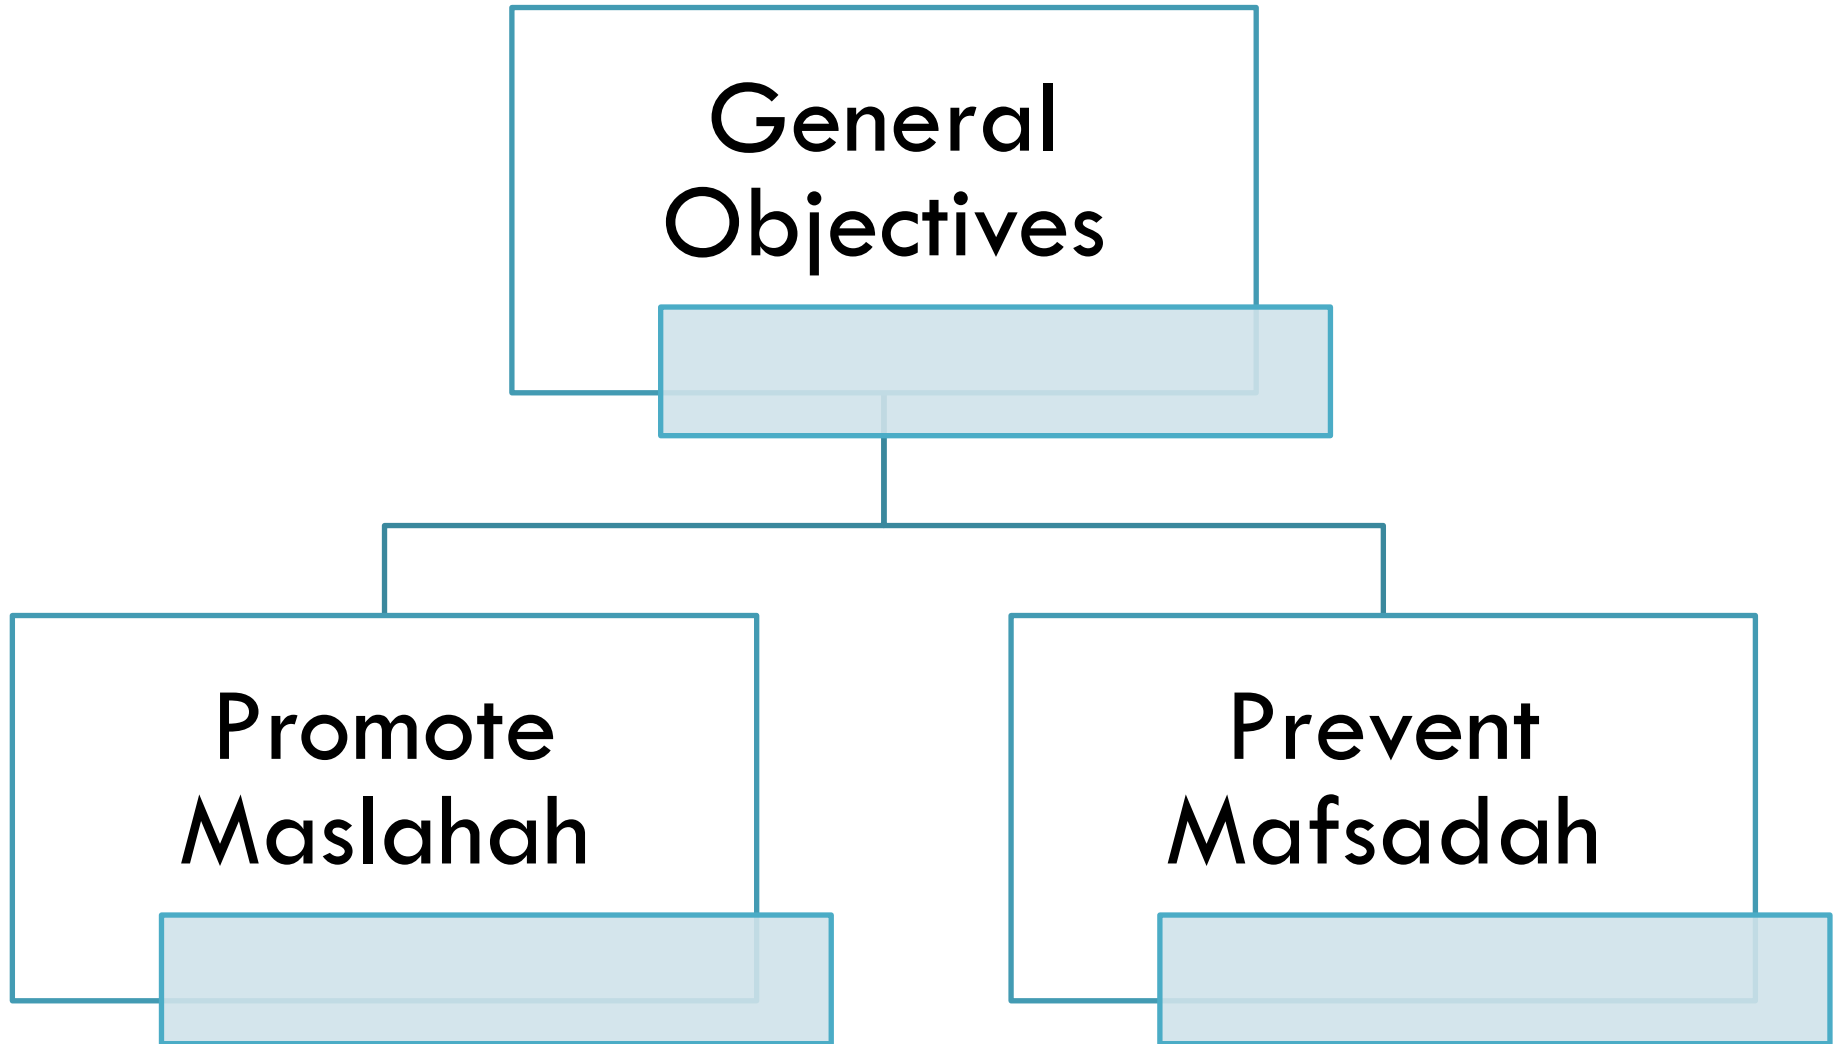 General
Objectives
Promote
Maslahah
Prevent
Mafsadah